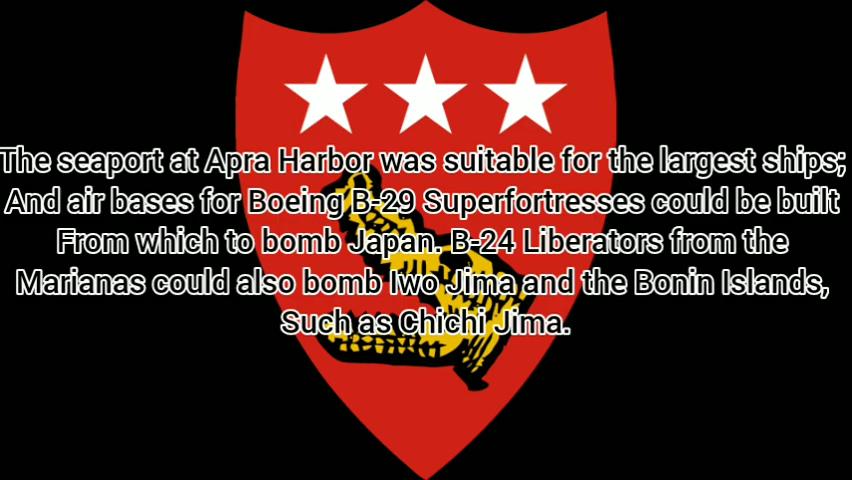 The seaport at Apra Harbor was suitable for the largest ships;
And air bases for Boeing B-29 Superfortresses could be built
From which to bomb Japan. B-24 Liberators from the
Marianas could also bomb Iwo Jima and the Bonin Islands,
Such as Chichi Jima.